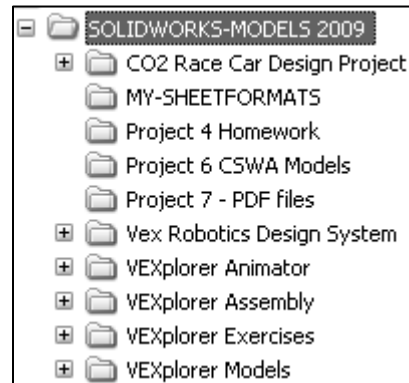 SOLIDWORKS-MODELS 2009
CO2 Race Car Design Project
MY-SHEETFORMATS
Project 4 Homework
Project 6 CSWA Models
Project 7 - PDF files
Vex Robotics Design System
VEXplorer Animator
VEXplorer Assembly
VEXplorer Exercises
VEXplorer Models